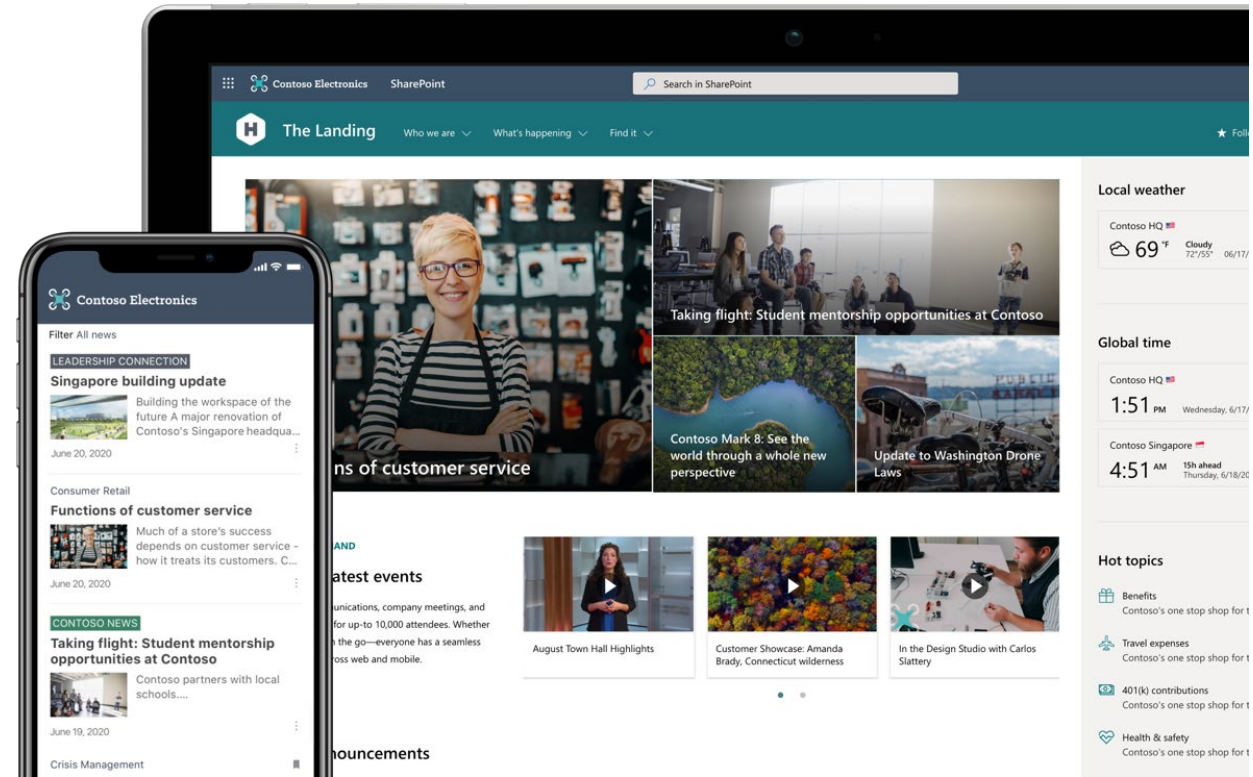 Contoso Electronics
SharePoint
Search in SharePoint
The Landing
Who we are
What's happening
Find it
ns of customer service
Taking flight: Student mentorship opportunities at Contoso
Contoso Mark 8: See the
world through a whole new
perspective
Update to Washington Drone
Laws
PUBLIC
MARKET
AND
atest events
unications, company meetings, and
for up-to 10,000 attendees. Whether
the go—everyone has a seamless
oss web and mobile.
August Town Hall Highlights
Customer Showcase: Amanda
Brady, Connecticut wilderness
In the Design Studio with Carlos
Slattery
ouncements
Local weather
Contoso HQ
69 °F
Cloudy
72°/55° 06/17/
Global time
Contoso HQ
1:51 PM Wednesday, 6/17/
Contoso Singapore
4:51 AM
15h ahead
Thursday, 6/18/20
Hot topics
Benefits
Contoso's one stop shop for t
Travel expenses
Contoso's one stop shop for t
401(k) contributions
Contoso's one stop shop for t
Health & safety
Contoso's one stop shop for t
Contoso Electronics
Filter All news
LEADERSHIP CONNECTION
Singapore building update
Building the workspace of the
future A major renovation of
Contoso's Singapore headqua...
June 20, 2020
Consumer Retail
Functions of customer service
Much of a store's success
depends on customer service -
how it treats its customers. C...
June 20, 2020
CONTOSO NEWS
Taking flight: Student mentorship
opportunities at Contoso
Contoso partners with local
schools....
June 19, 2020
Crisis Management